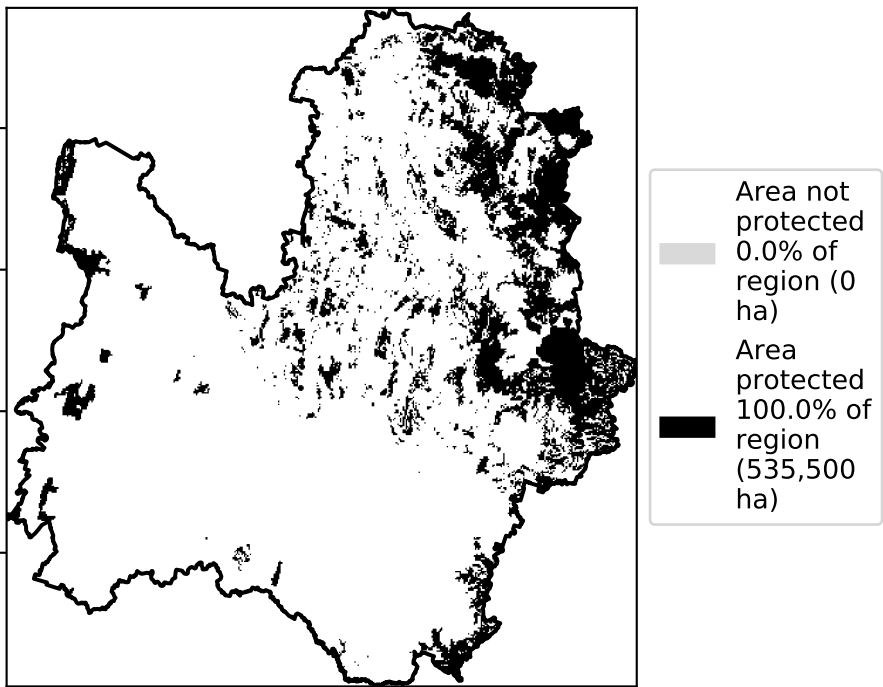 Area not
protected
0.0% of
region (0
ha)
Area
protected
100.0% of
region
(535,500
ha)